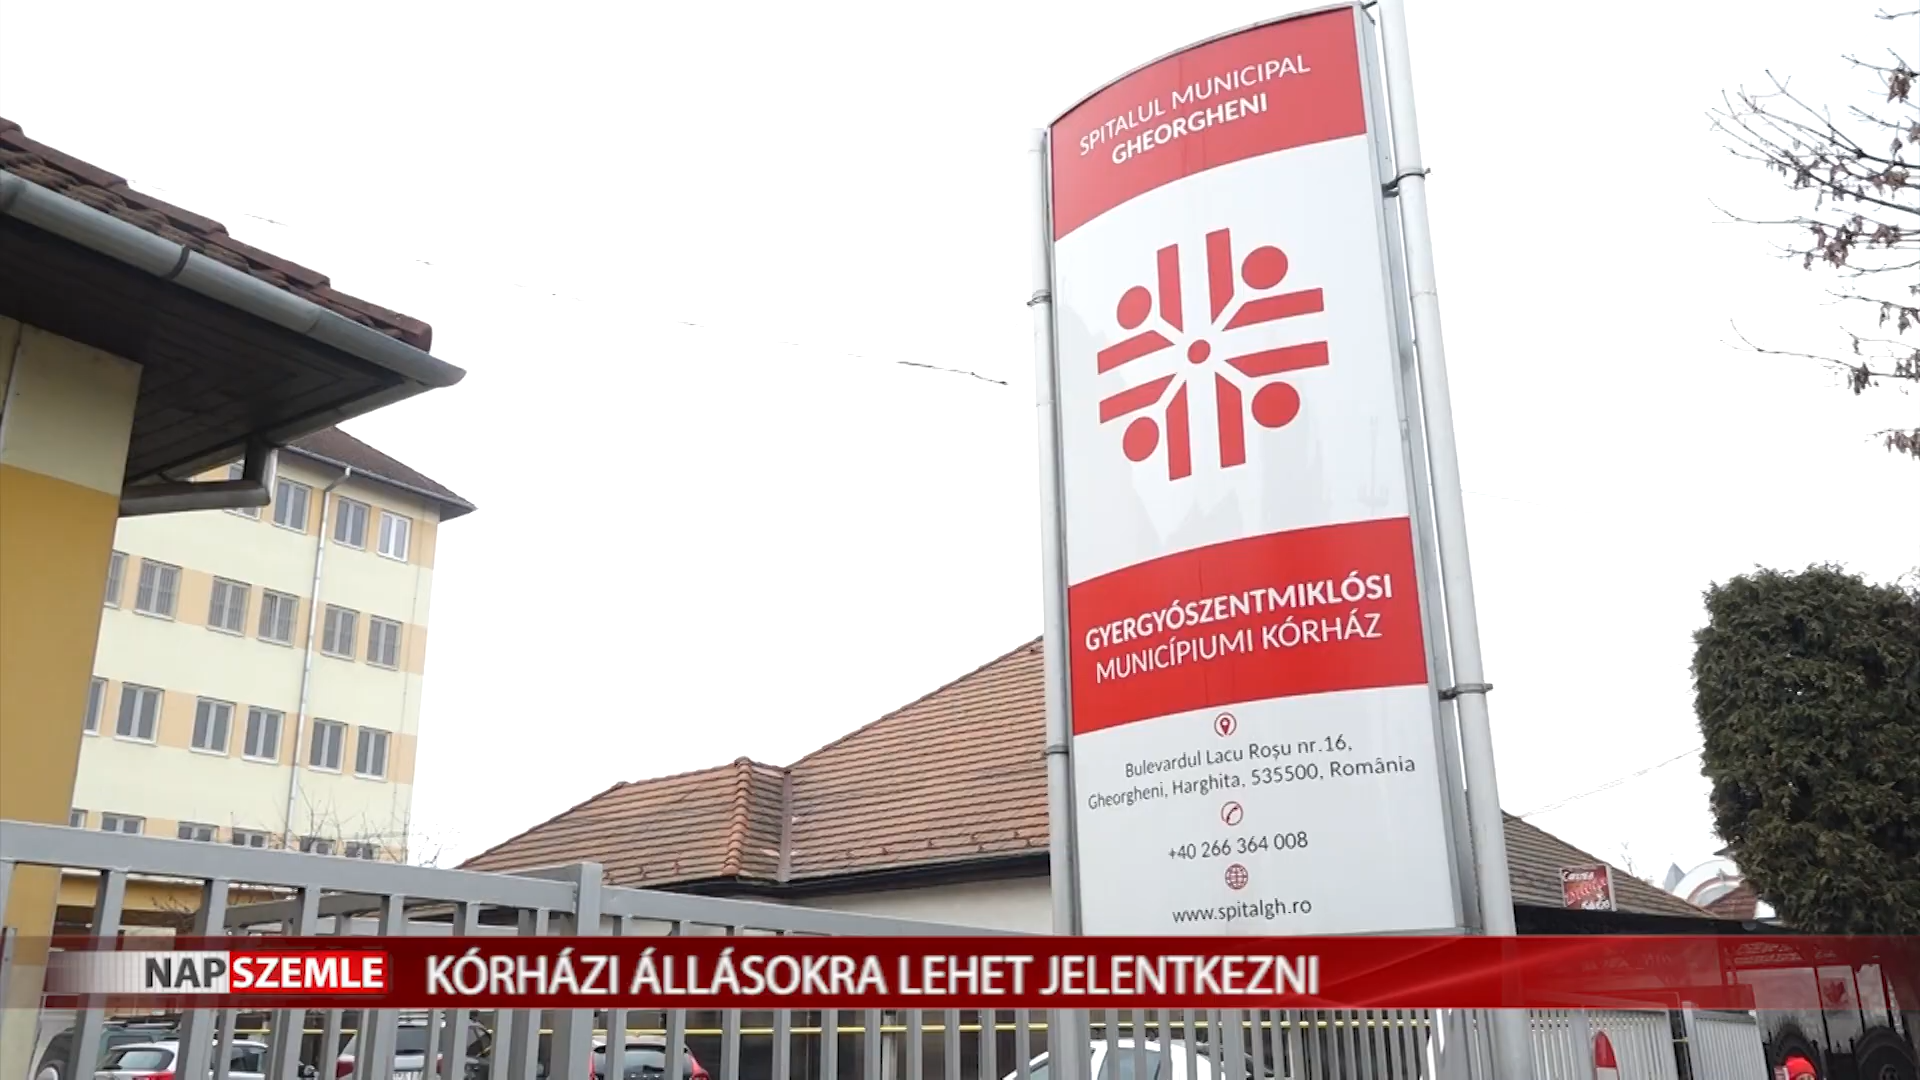 SPITALUL MUNICIPAL
GHEORGHENI
GYERGYÓSZENTMIKLÓSI
MUNICÍPIUMI KÓRHÁZ
Bulevardul Lacu Roșu nr.16,
Gheorgheni, Harghita, 535500, România
+40 266 364 008
www.spitalgh.ro
NAPSZEMLE
KÓRHÁZI ÁLLÁSOKRA LEHET JELENTKEZNI